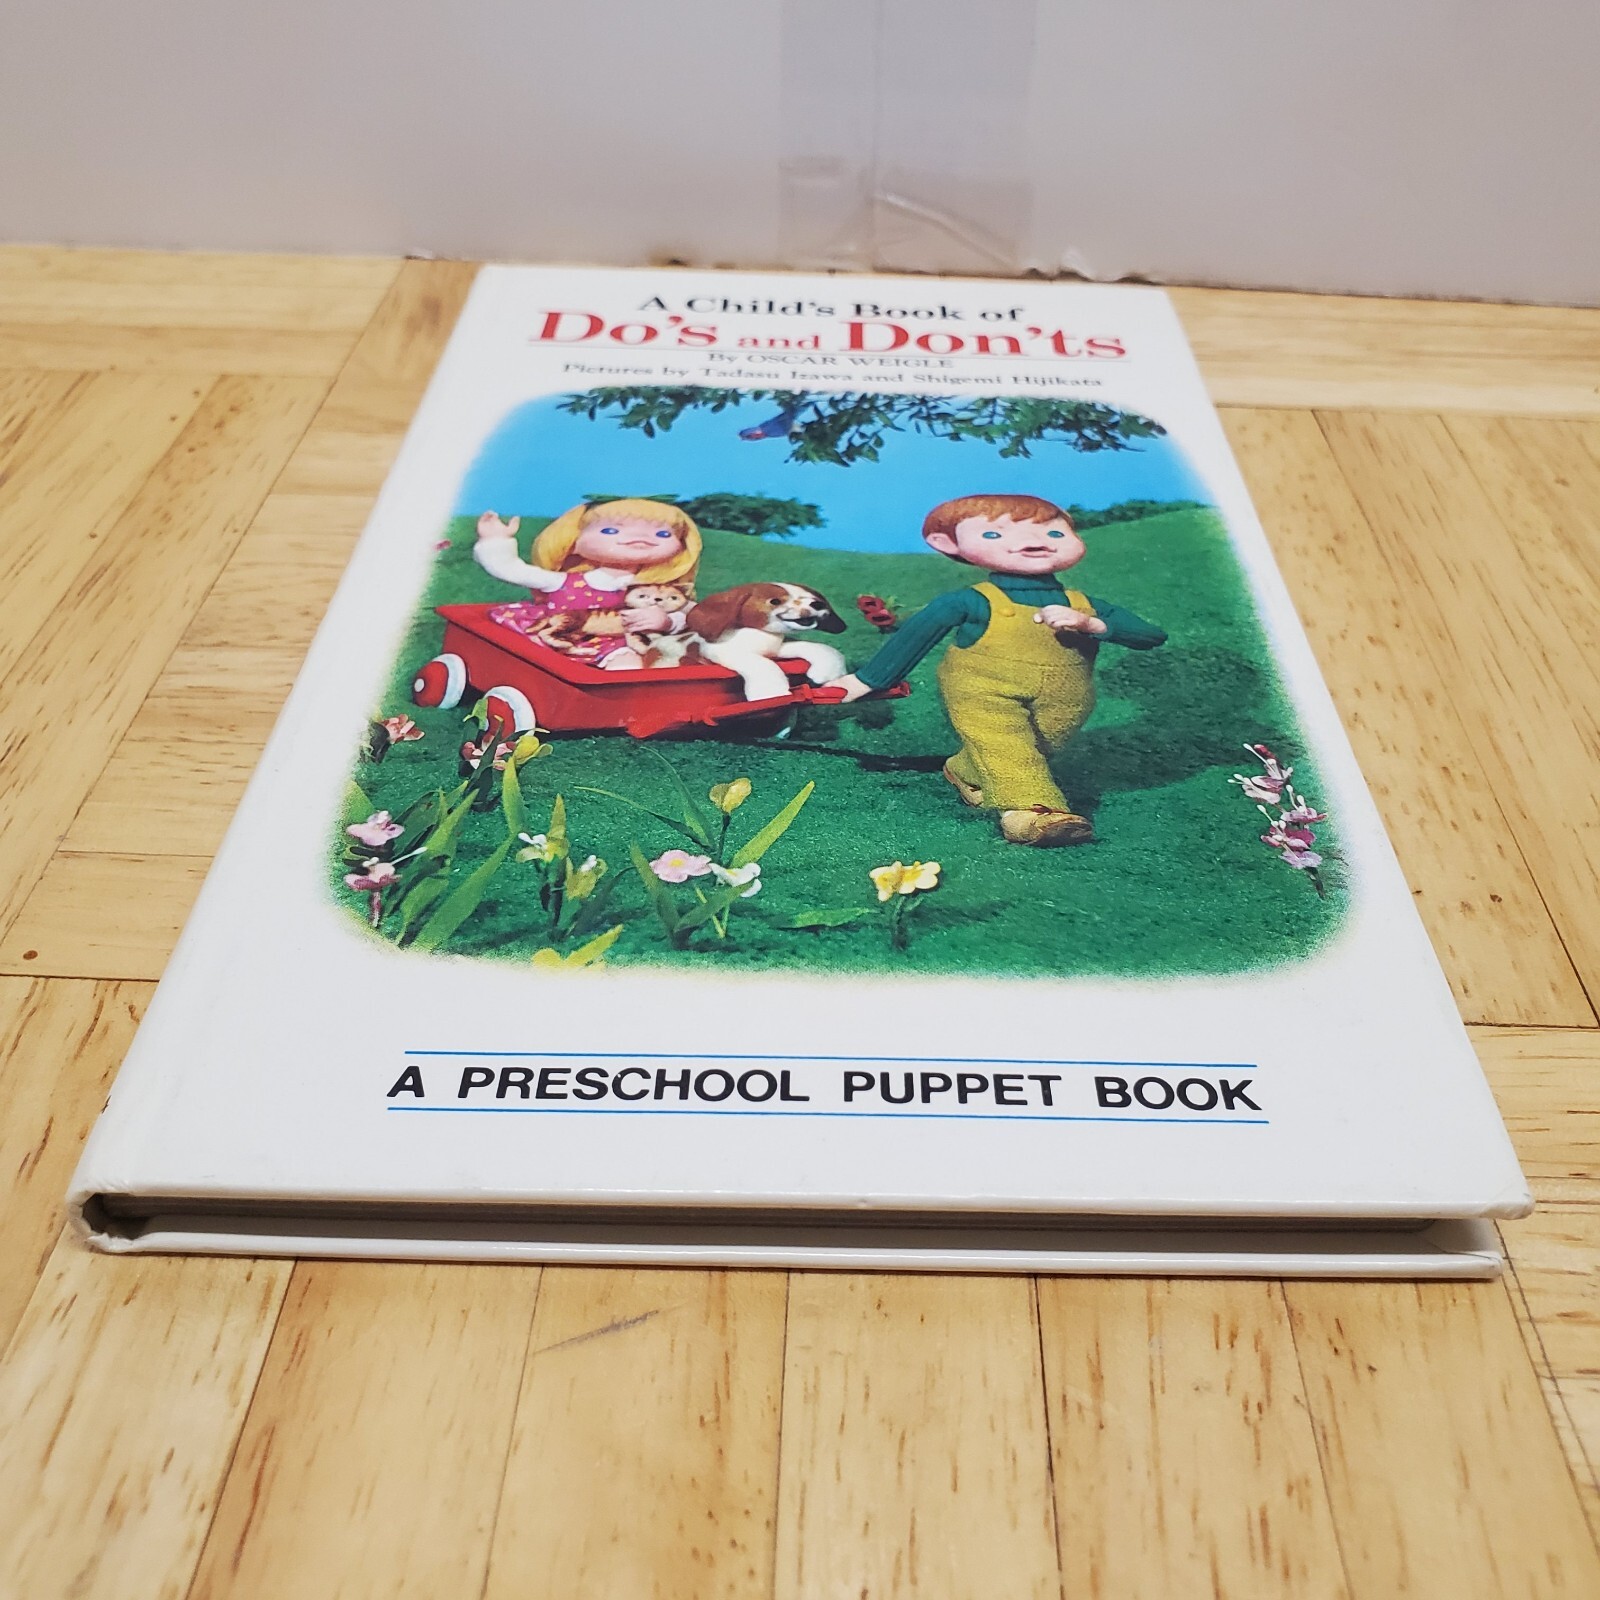 A Child's Book of
Do's and Don'ts
By OSCAR WEIGLE
Pictures by Tadasu Izawa and Shigemi Hijikata
A PRESCHOOL PUPPET BOOK